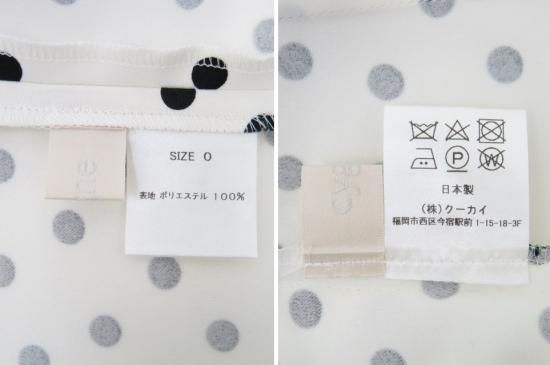 SIZE 0
表地 ポリエステル 100%
日本製
(株)クーカイ
福岡市西区今宿駅前 1-15-18-3F